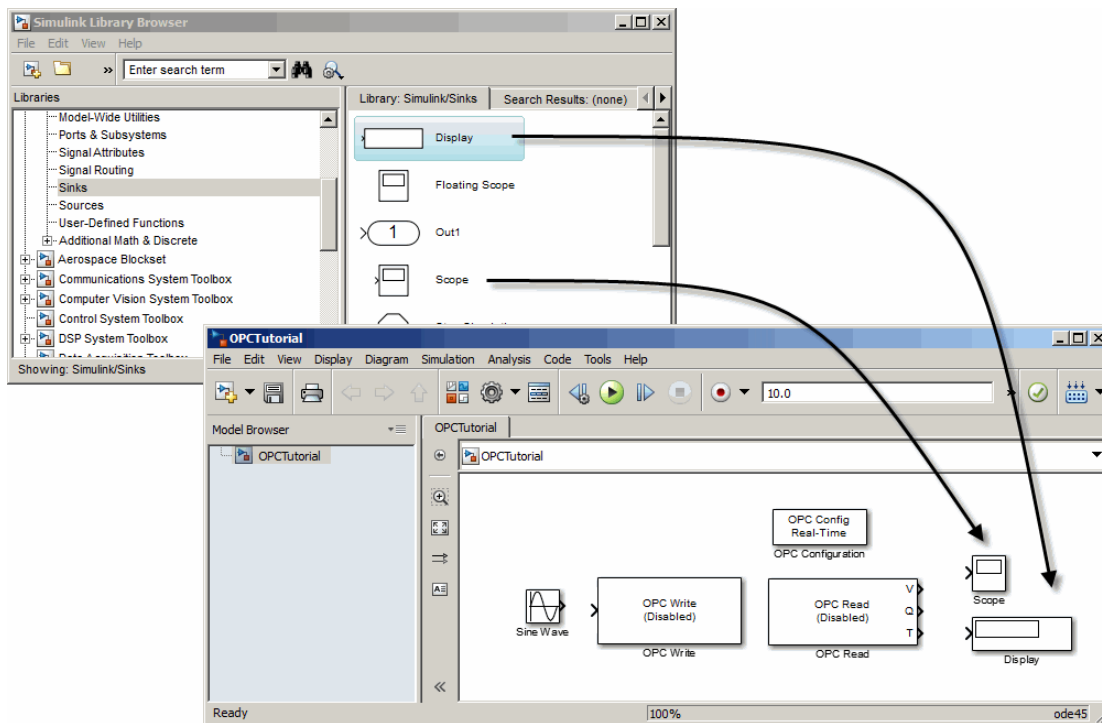 Simulink Library Browser
File Edit View Help
» Enter search term
Libraries
Model-Wide Utilities
Ports & Subsystems
Signal Attributes
Signal Routing
Sinks
Sources
User-Defined Functions
Additional Math & Discrete
Aerospace Blockset
Communications System Toolbox
Computer Vision System Toolbox
Control System Toolbox
DSP System Toolbox
Showing: Simulink/Sinks
Library: Simulink/Sinks Search Results: (none)
Display
Floating Scope
1 Out1
Scope
OPCTutorial
File Edit View Display Diagram Simulation Analysis Code Tools Help
10.0 »
Model Browser
OPCTutorial
OPCTutorial
OPCTutorial
OPC Config
Real-Time
OPC Configuration
Sine Wave
OPC Write
(Disabled)
OPC Write
OPC Read
(Disabled)
V
Q
T
OPC Read
Scope
Display
Ready 100% ode45